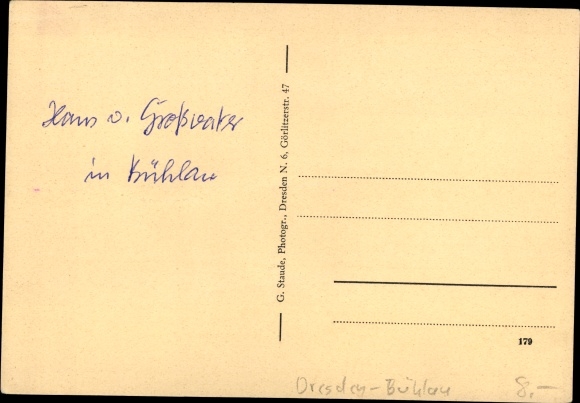 Haus v. Großvater
in Bühlau
G. Staude, Photogr., Dresden N. 6, Görlitzerstr. 47
179
Dresden-Bühlau 8.-